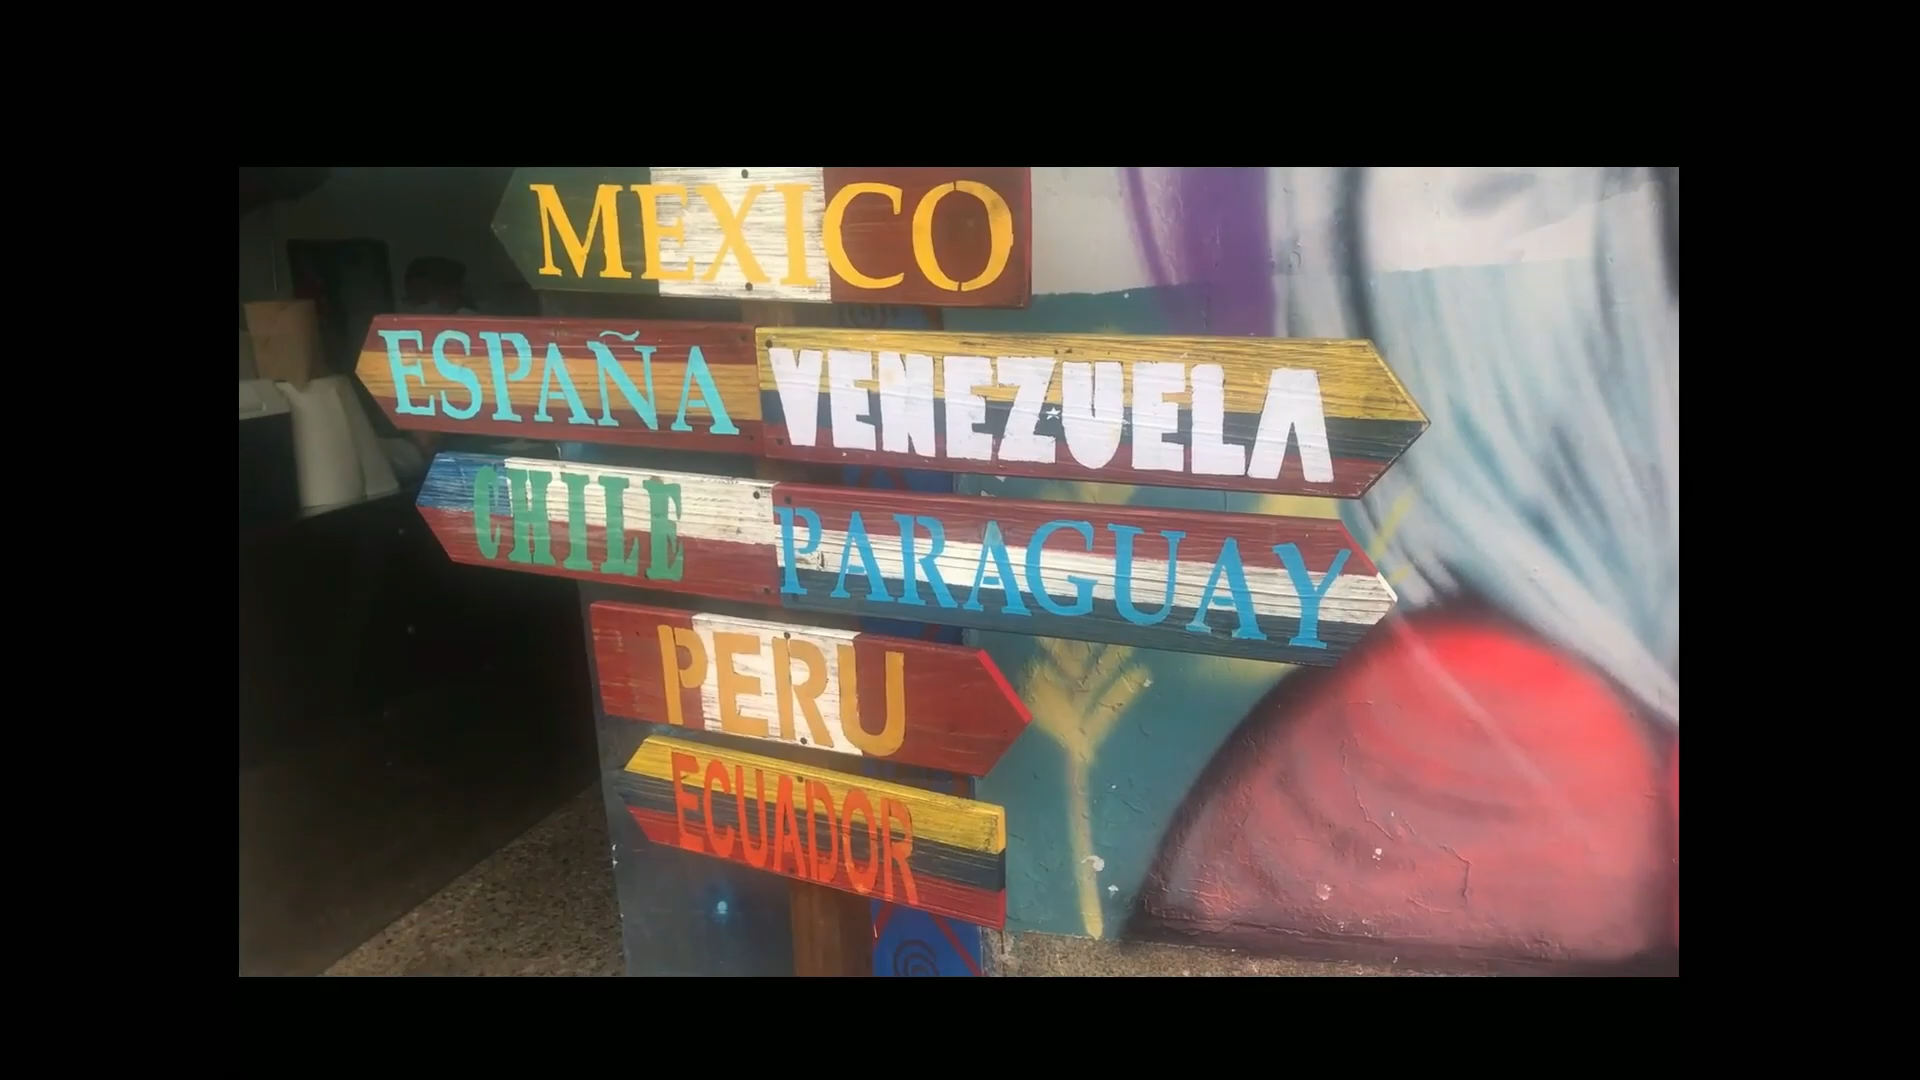 MEXICO
ESPAÑA
VENEZUELA
CHILE
PARAGUAY
PERU
ECUADOR